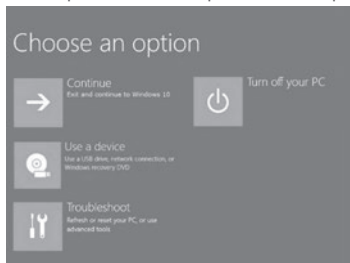 Choose an option
Continue
Exit and continue to Windows 10
Turn off your PC
Use a device
Use a USB drive, network connection, or
Windows recovery DVD
Troubleshoot
Refresh or reset your PC, or use
advanced tools